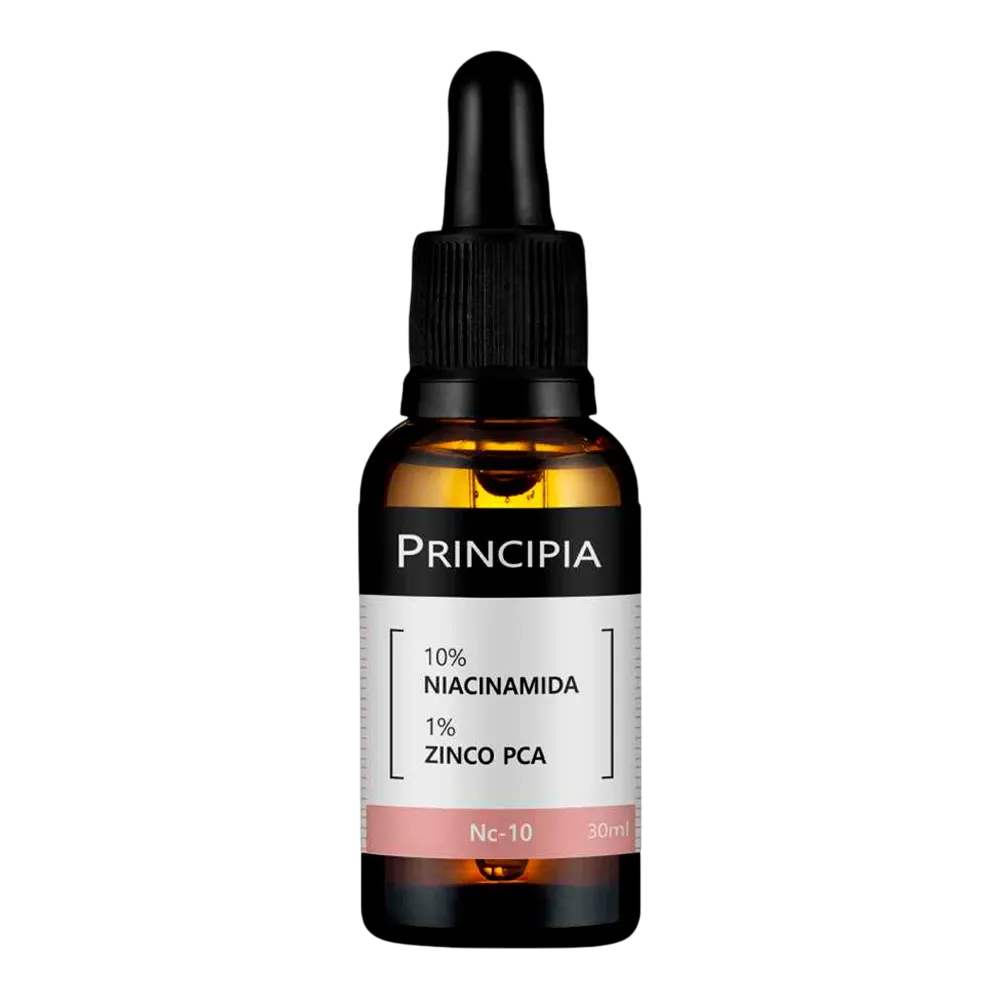 PRINCIPIA
10%
NIACINAMIDA
1%
ZINCO PCA
Nc-10 30ml